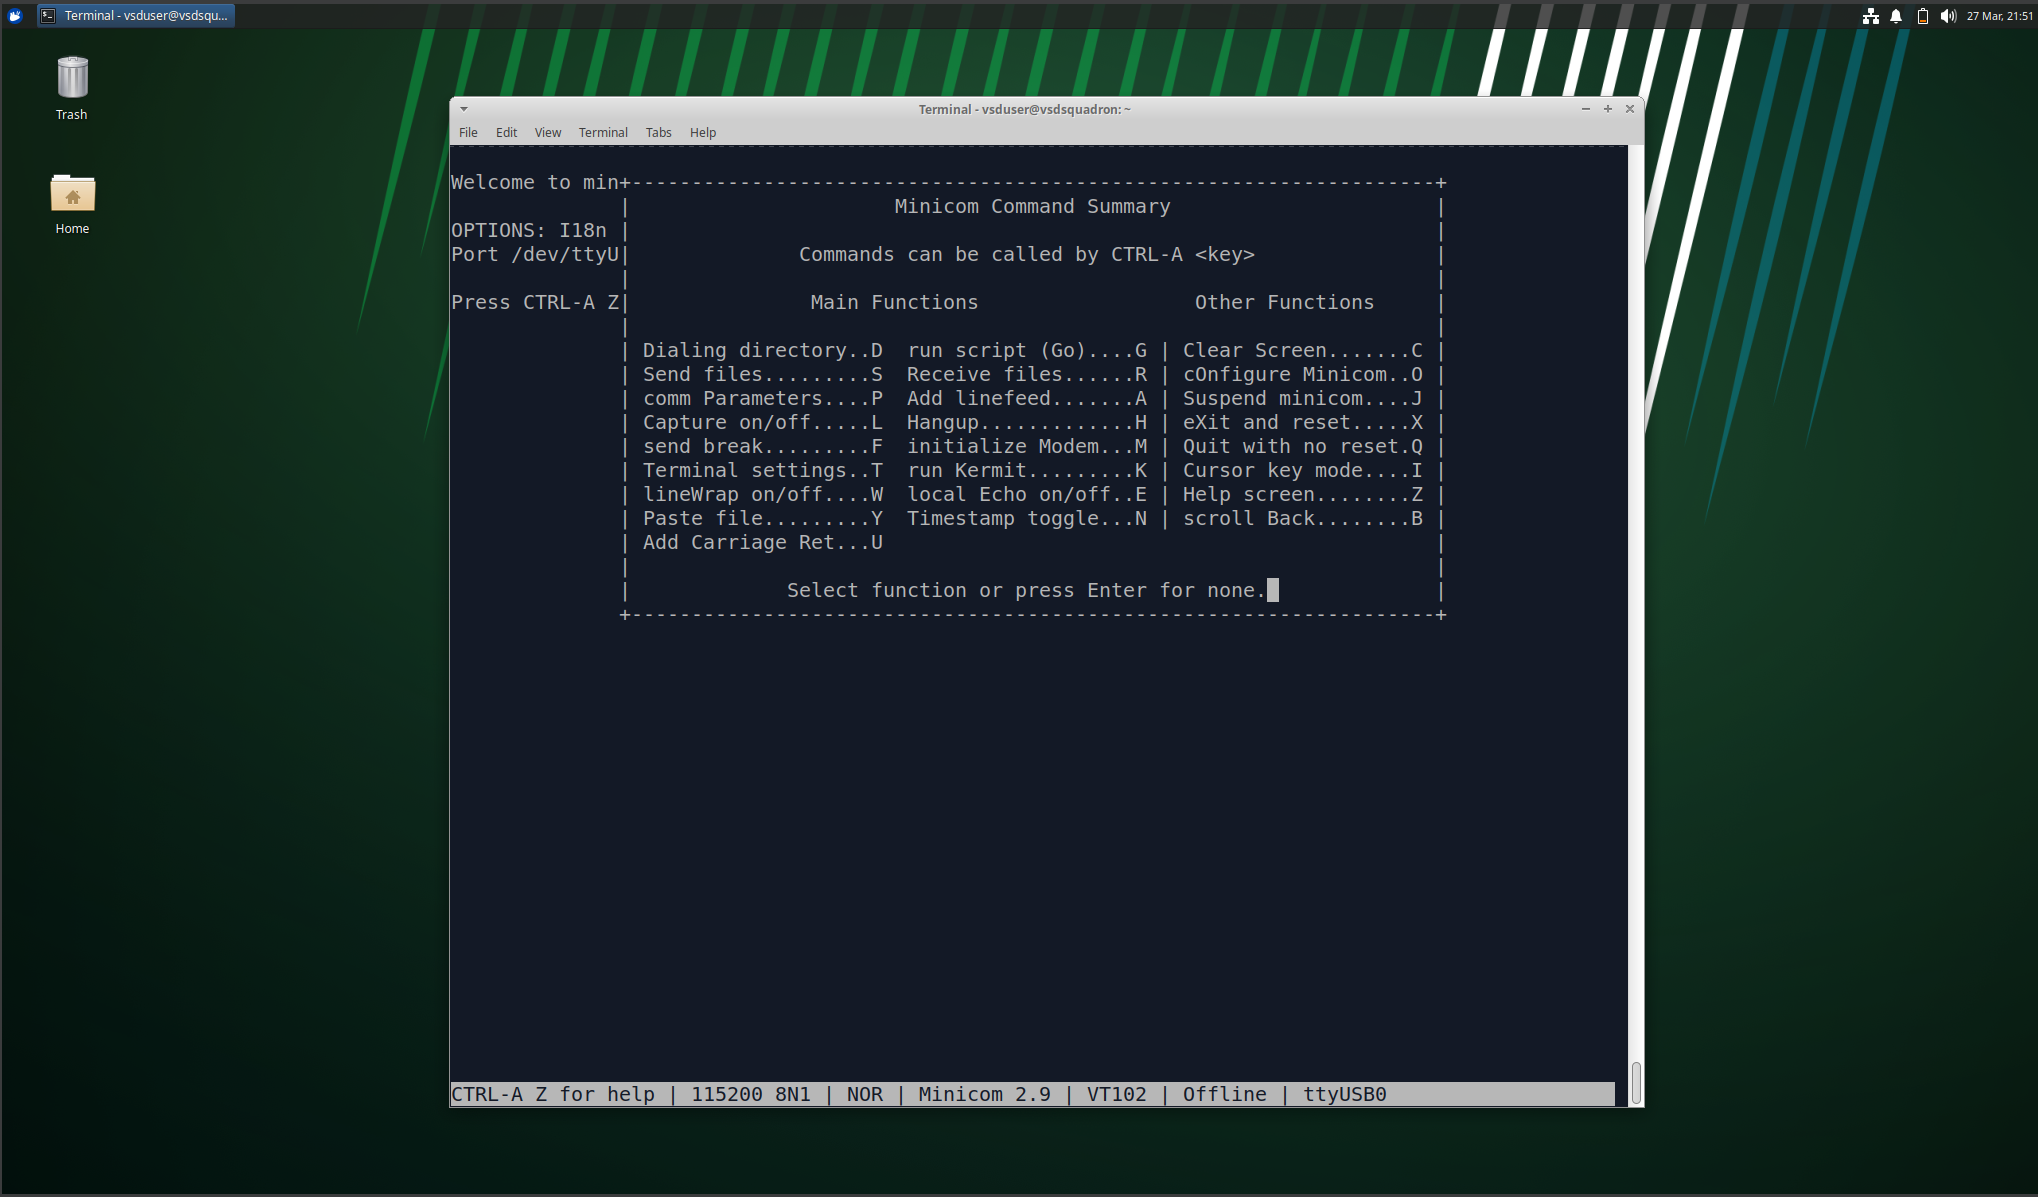 Terminal - vsduser@vsdsqu...
27 Mar, 21:51
Trash
Home
Terminal - vsduser@vsdsquadron: ~
File Edit View Terminal Tabs Help
Welcome to min+-------------------------------------------------------------------+
| Minicom Command Summary |
OPTIONS: I18n | |
Port /dev/ttyU| Commands can be called by CTRL-A <key> |
| |
Press CTRL-A Z| Main Functions Other Functions |
| |
| Dialing directory..D run script (Go)....G | Clear Screen.......C |
| Send files.........S Receive files......R | cOnfigure Minicom..O |
| comm Parameters....P Add linefeed.......A | Suspend minicom....J |
| Capture on/off.....L Hangup.............H | eXit and reset.....X |
| send break.........F initialize Modem...M | Quit with no reset.Q |
| Terminal settings..T run Kermit.........K | Cursor key mode....I |
| lineWrap on/off....W local Echo on/off..E | Help screen........Z |
| Paste file.........Y Timestamp toggle...N | scroll Back........B |
| Add Carriage Ret...U |
| |
| Select function or press Enter for none. |
+-------------------------------------------------------------------+
CTRL-A Z for help | 115200 8N1 | NOR | Minicom 2.9 | VT102 | Offline | ttyUSB0